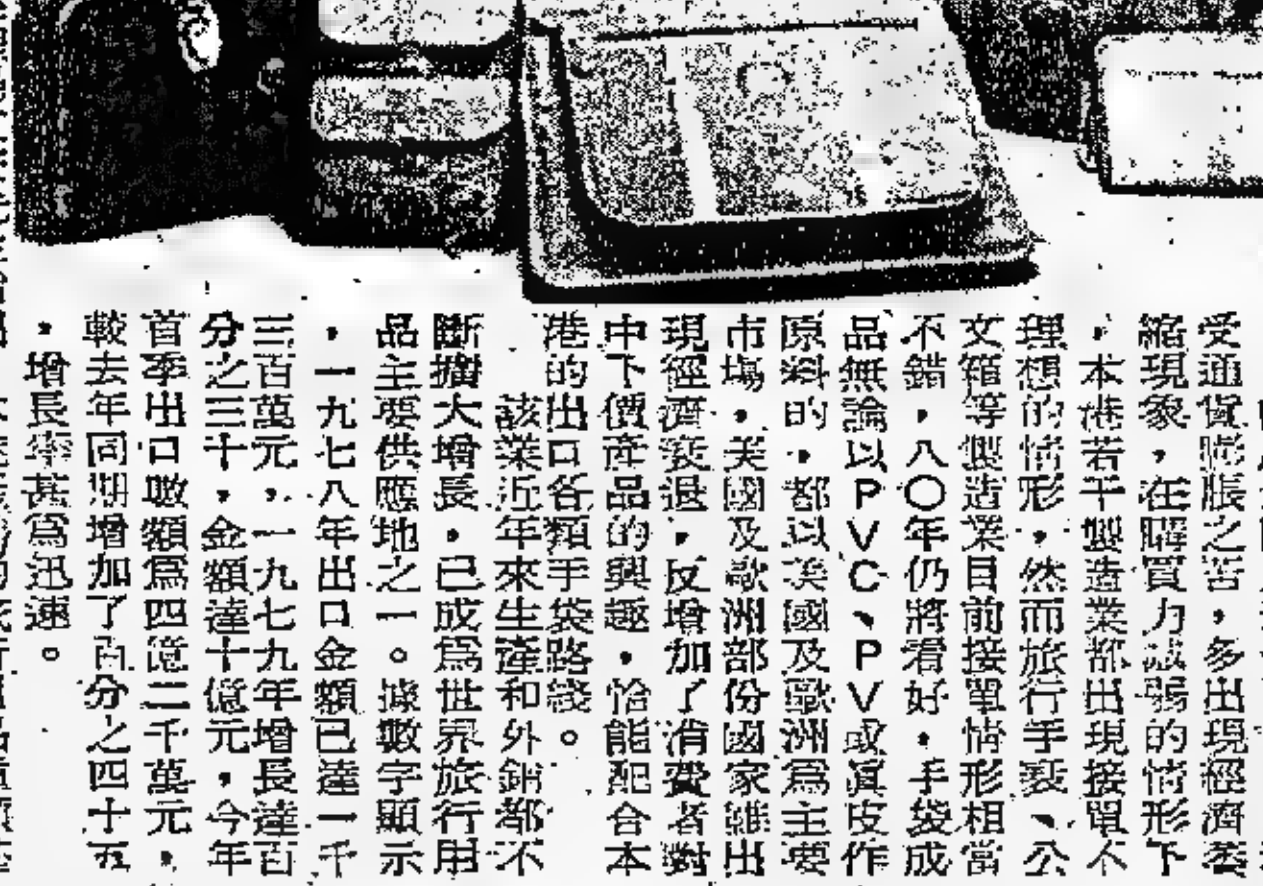 受通貨膨脹之苦，多出現經濟萎
縮現象，在購買力減弱的情形下
，本港若干製造業都出現接單不
理想的情形，然而旅行手袋、公
文箱等製造業目前接單情形相當
不錯，八〇年仍將看好。手袋成
品無論以PVC、PV或眞皮作
原料的，都以美國及歐洲爲主要
市場，美國及歐洲部份國家雖出
現經濟衰退，反增加了消費者對
中下價產品的興趣，恰能配合本
港的出口各類手袋路綫。
該業近年來生產和外銷都不
斷擴大增長，已成爲世界旅行用
品主要供應地之一。據數字顯示
，一九七八年出口金額已達一千
三百萬元，一九七九年增長達百
分之三十，金額達十億元，今年
首季出口數額爲四億二千萬元，
較去年同期增加了百分之四十五
，增長率甚爲迅速。